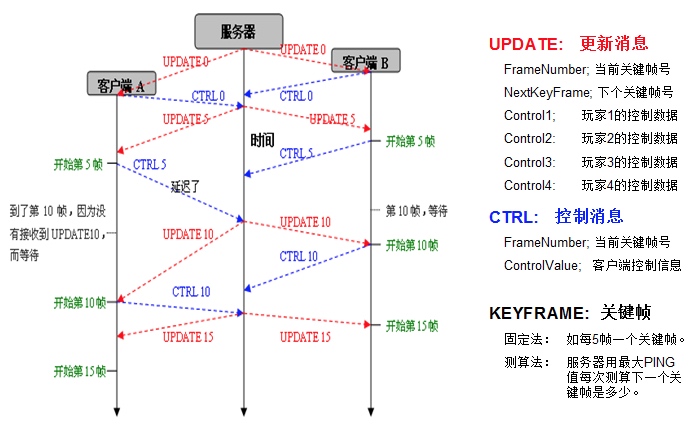 服务器
UPDATE 0
UPDATE 0
客户端 A
客户端 B
CTRL 0
CTRL 0
UPDATE 5
UPDATE 5
时间
开始第 5 帧
CTRL 5
CTRL 5
开始第 5 帧
延迟了
到了第 10 帧，因为没
有接收到 UPDATE10，
而等待
第 10 帧，等待
UPDATE 10
UPDATE 10
开始第10 帧
CTRL 10
开始第10 帧
CTRL 10
UPDATE 15
UPDATE 15
开始第15 帧
开始第15 帧
UPDATE: 更新消息
FrameNumber; 当前关键帧号
NextKeyFrame; 下个关键帧号
Control1; 玩家1的控制数据
Control2: 玩家2的控制数据
Control3: 玩家3的控制数据
Control4: 玩家4的控制数据
CTRL: 控制消息
FrameNumber; 当前关键帧号
ControlValue; 客户端控制信息
KEYFRAME: 关键帧
固定法： 如每5帧一个关键帧。
测算法： 服务器用最大PING
值每次测算下一个关
键帧是多少。